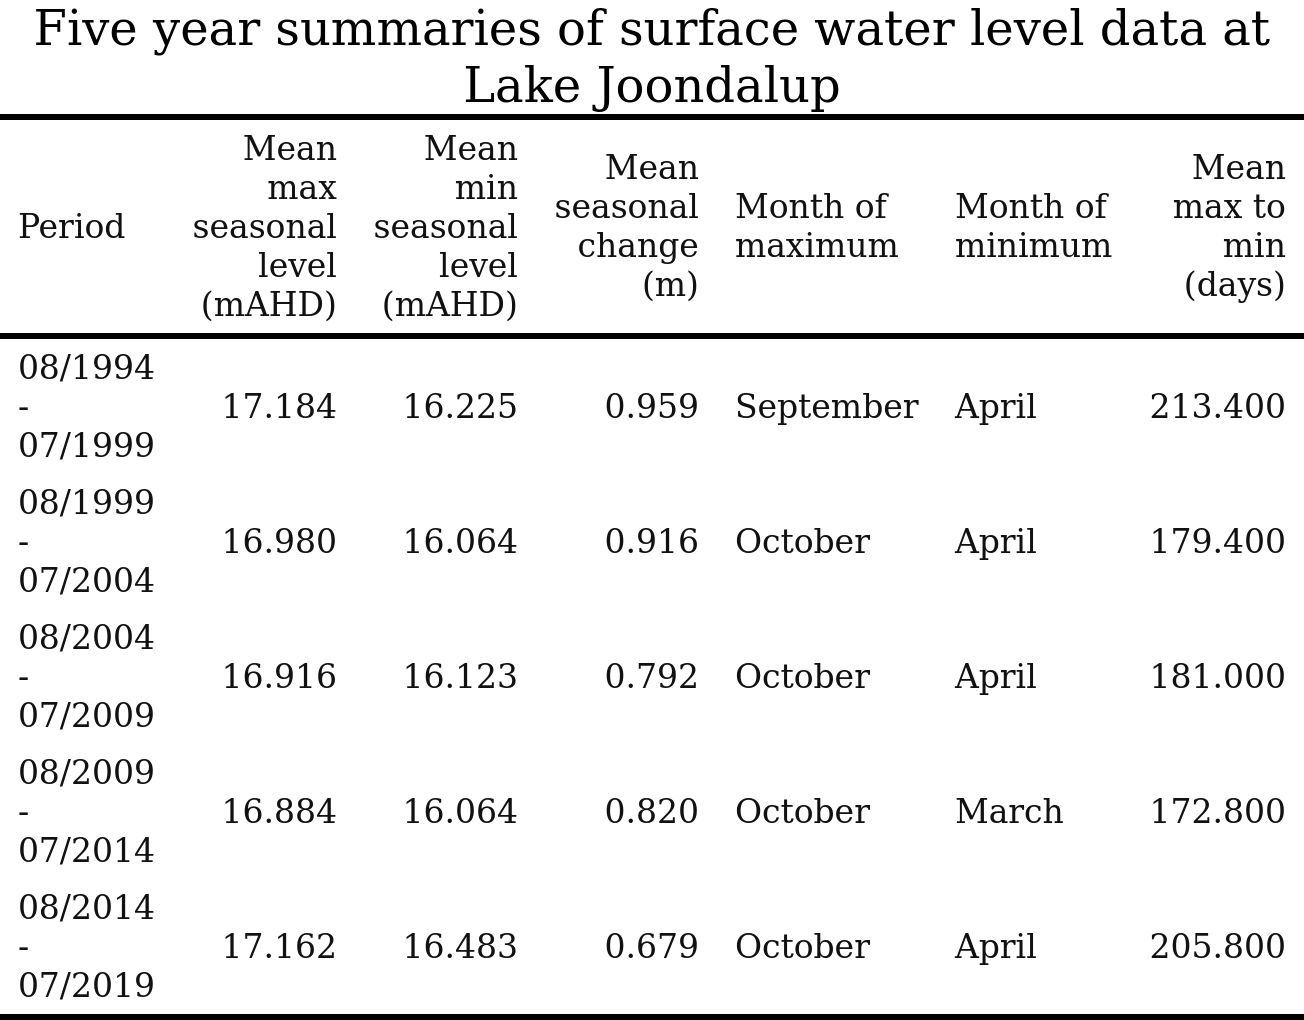 Five year summaries of surface water level data at
Lake Joondalup
Period
Mean
max
seasonal
level
(mAHD)
Mean
min
seasonal
level
(mAHD)
Mean
seasonal
change
(m)
Month of
maximum
Month of
minimum
Mean
max to
min
(days)
08/1994
-
07/1999
17.184
16.225
0.959
September
April
213.400
08/1999
-
07/2004
16.980
16.064
0.916
October
April
179.400
08/2004
-
07/2009
16.916
16.123
0.792
October
April
181.000
08/2009
-
07/2014
16.884
16.064
0.820
October
March
172.800
08/2014
-
07/2019
17.162
16.483
0.679
October
April
205.800